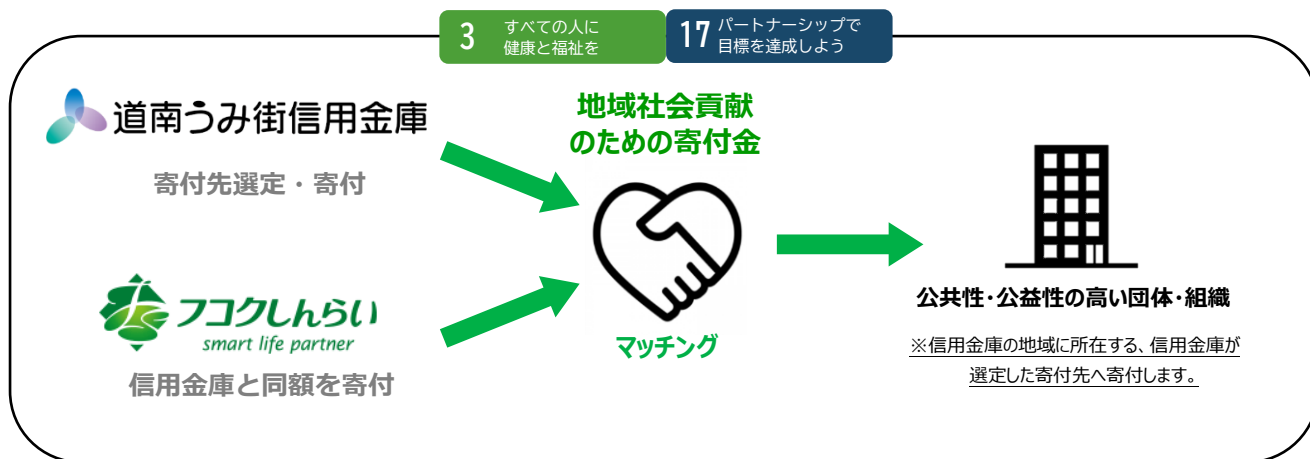 3
すべての人に
健康と福祉を
17
パートナーシップで
目標を達成しよう
道南うみ街信用金庫
寄付先選定・寄付
フコクしんらい
smart life partner
信用金庫と同額を寄付
地域社会貢献
のための寄付金
マッチング
公共性・公益性の高い団体・組織
※信用金庫の地域に所在する、信用金庫が
選定した寄付先へ寄付します。